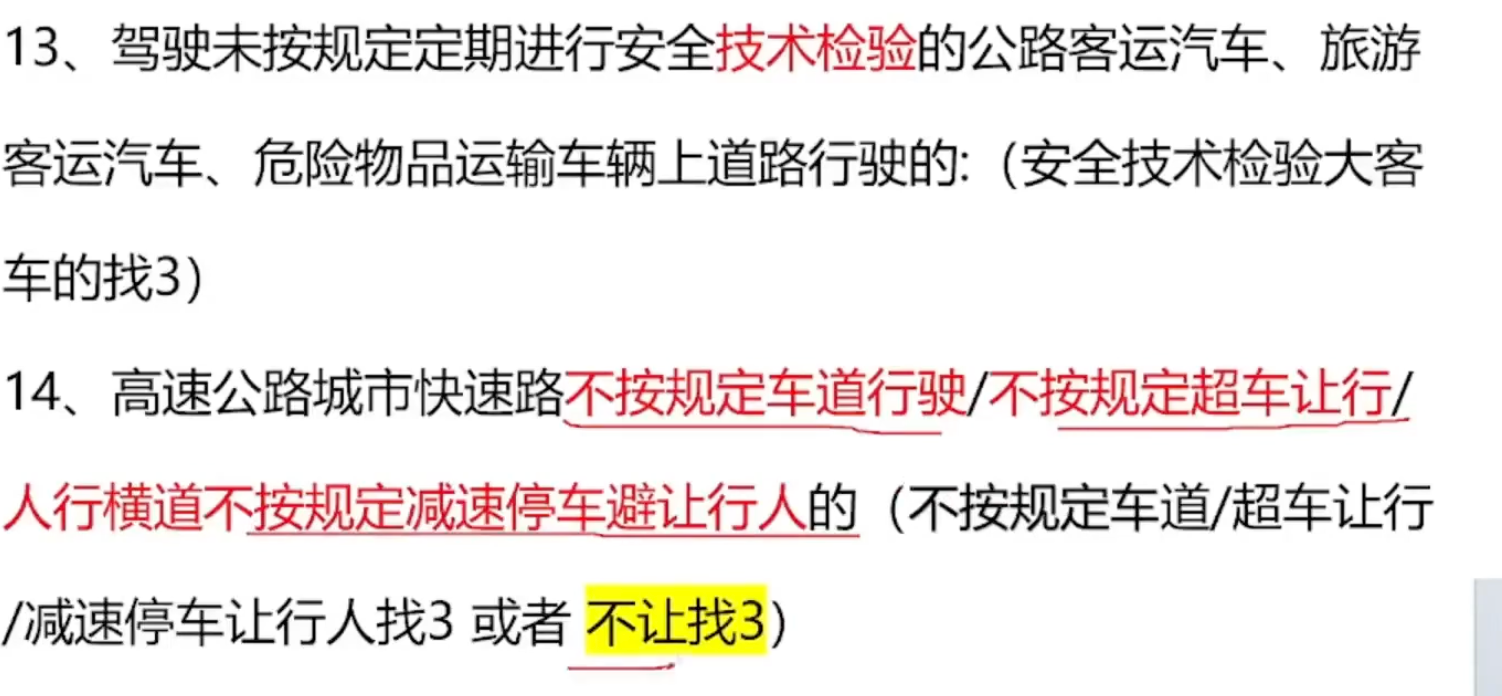 13、驾驶未按规定定期进行安全技术检验的公路客运汽车、旅游
客运汽车、危险物品运输车辆上道路行驶的:（安全技术检验大客
车的找3）
14、高速公路城市快速路不按规定车道行驶/不按规定超车让行/
人行横道不按规定减速停车避让行人的（不按规定车道/超车让行
/减速停车让行人找3 或者 不让找3）